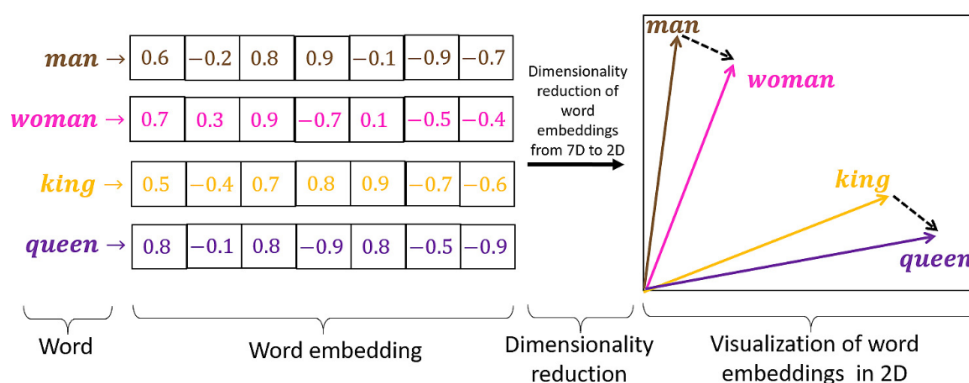 man → 0.6 −0.2 0.8 0.9 −0.1 −0.9 −0.7
woman → 0.7 0.3 0.9 −0.7 0.1 −0.5 −0.4
king → 0.5 −0.4 0.7 0.8 0.9 −0.7 −0.6
queen → 0.8 −0.1 0.8 −0.9 0.8 −0.5 −0.9
Dimensionality
reduction of
word
embeddings
from 7D to 2D
man
woman
king
queen
Word
Word embedding
Dimensionality
reduction
Visualization of word
embeddings in 2D